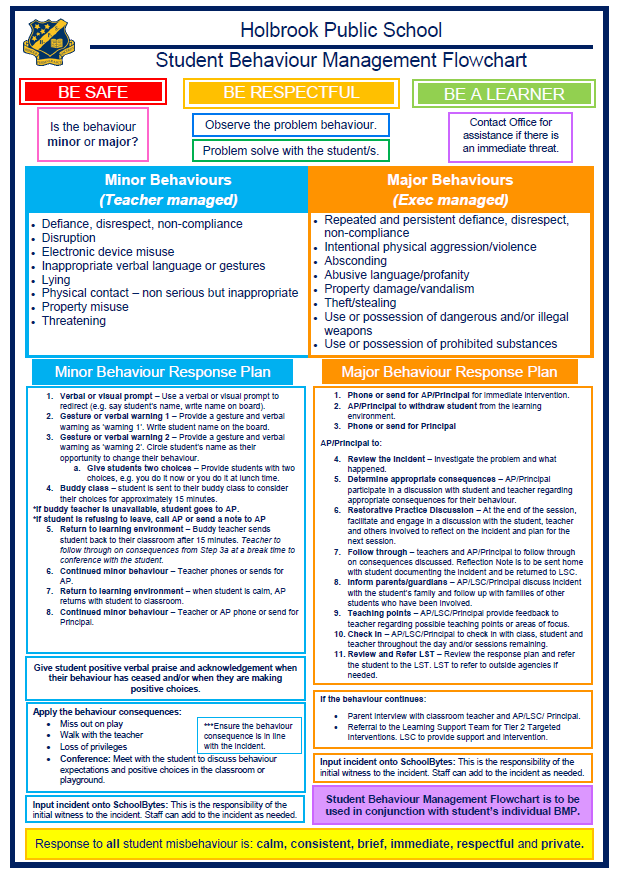 Holbrook Public School
Student Behaviour Management Flowchart
BE SAFE
BE RESPECTFUL
BE A LEARNER
Is the behaviour
minor or major?
Observe the problem behaviour.
Problem solve with the student/s.
Contact Office for
assistance if there is
an immediate threat.
Minor Behaviours
(Teacher managed)
• Defiance, disrespect, non-compliance
• Disruption
• Electronic device misuse
• Inappropriate verbal language or gestures
• Lying
• Physical contact – non serious but inappropriate
• Property misuse
• Threatening
Major Behaviours
(Exec managed)
• Repeated and persistent defiance, disrespect,
non-compliance
• Intentional physical aggression/violence
• Absconding
• Abusive language/profanity
• Property damage/vandalism
• Theft/stealing
• Use or possession of dangerous and/or illegal
weapons
• Use or possession of prohibited substances
Minor Behaviour Response Plan
1. Verbal or visual prompt – Use a verbal or visual prompt to
redirect (e.g. say student's name, write name on board).
2. Gesture or verbal warning 1 – Provide a gesture and verbal
warning as 'warning 1'. Write student name on the board.
3. Gesture or verbal warning 2 – Provide a gesture and verbal
warning as 'warning 2'. Circle student's name as their
opportunity to change their behaviour.
a. Give students two choices – Provide students with two
choices, e.g. you do it now or you do it at lunch time.
4. Buddy class – student is sent to their buddy class to consider
their choices for approximately 15 minutes.
*If buddy teacher is unavailable, student goes to AP.
*If student is refusing to leave, call AP or send a note to AP
5. Return to learning environment – Buddy teacher sends
student back to their classroom after 15 minutes. Teacher to
follow through on consequences from Step 3a at a break time to
conference with the student.
6. Continued minor behaviour – Teacher phones or sends for
AP.
7. Return to learning environment – when student is calm, AP
returns with student to classroom.
8. Continued minor behaviour – Teacher or AP phone or send for
Principal.
Give student positive verbal praise and acknowledgement when
their behaviour has ceased and/or when they are making
positive choices.
Apply the behaviour consequences:
• Miss out on play
• Walk with the teacher
• Loss of privileges
• Conference: Meet with the student to discuss behaviour
expectations and positive choices in the classroom or
playground.
***Ensure the behaviour
consequence is in line
with the incident.
Input incident onto SchoolBytes: This is the responsibility of the
initial witness to the incident. Staff can add to the incident as needed.
Major Behaviour Response Plan
1. Phone or send for AP/Principal for immediate intervention.
2. AP/Principal to withdraw student from the learning
environment.
3. Phone or send for Principal
AP/Principal to:
4. Review the incident – Investigate the problem and what
happened.
5. Determine appropriate consequences – AP/Principal
participate in a discussion with student and teacher regarding
appropriate consequences for their behaviour.
6. Restorative Practice Discussion – At the end of the session,
facilitate and engage in a discussion with the student, teacher
and others involved to reflect on the incident and plan for the
next session.
7. Follow through – teachers and AP/Principal to follow through
on consequences discussed. Reflection Note is to be sent home
with student documenting the incident and be returned to LSC.
8. Inform parents/guardians – AP/LSC/Principal discuss incident
with the student's family and follow up with families of other
students who have been involved.
9. Teaching points – AP/LSC/Principal provide feedback to
teacher regarding possible teaching points or areas of focus.
10. Check in – AP/LSC/Principal to check in with class, student and
teacher throughout the day and/or sessions remaining.
11. Review and Refer LST – Review the response plan and refer
the student to the LST. LST to refer to outside agencies if
needed.
If the behaviour continues:
• Parent interview with classroom teacher and AP/LSC/ Principal.
• Referral to the Learning Support Team for Tier 2 Targeted
Interventions. LSC to provide support and intervention.
Input incident onto SchoolBytes: This is the responsibility of the
initial witness to the incident. Staff can add to the incident as needed.
Student Behaviour Management Flowchart is to be
used in conjunction with student's individual BMP.
Response to all student misbehaviour is: calm, consistent, brief, immediate, respectful and private.